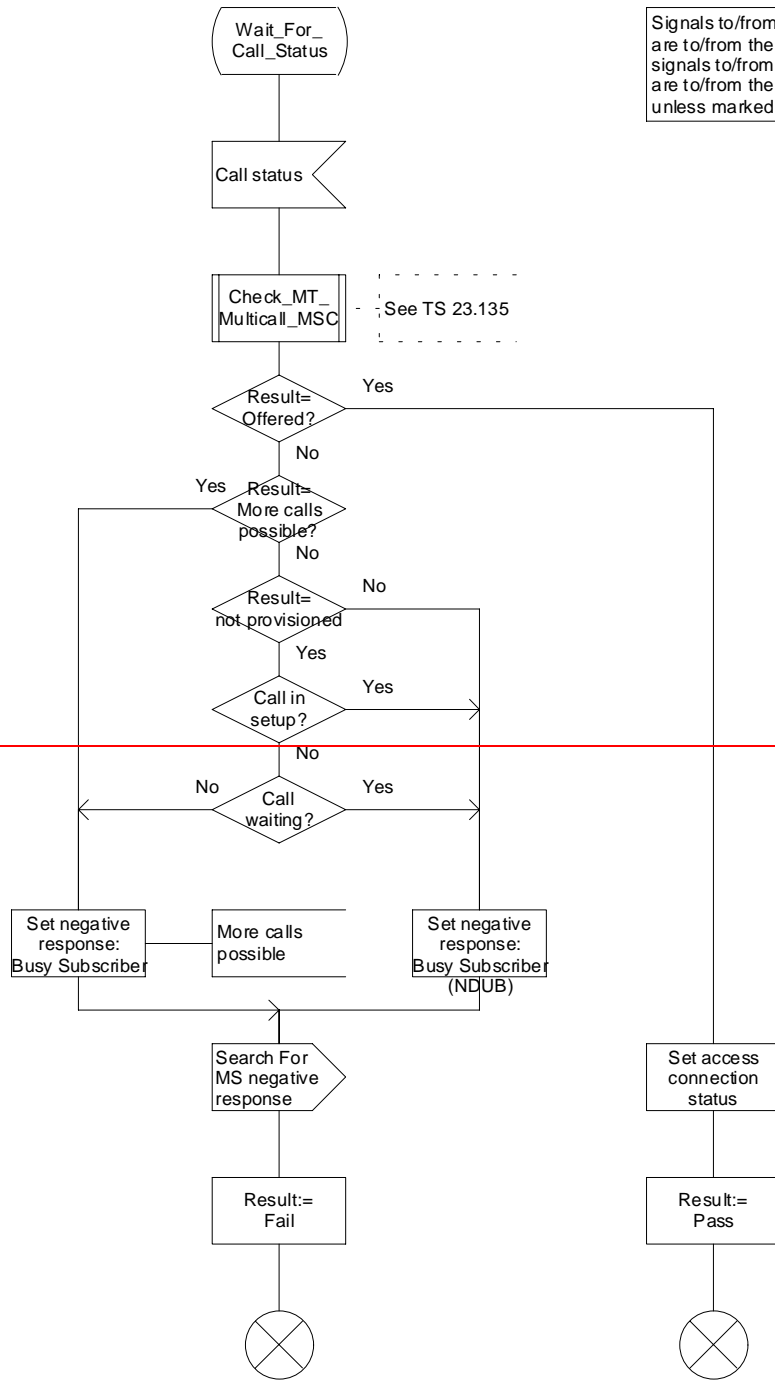 Wait_For_
Call_Status
Signals to/from
are to/from the
signals to/from
are to/from the
unless marked
Call status
Check_MT_
Multicall_MSC
See TS 23.135
Result=
Offered?
Yes
No
Result=
More calls
possible?
Yes
No
Result=
not provisioned
No
Yes
Call in
setup?
Yes
No
Call
waiting?
No
Yes
Set negative
response:
Busy Subscriber
More calls
possible
Set negative
response:
Busy Subscriber
(NDUB)
Search For
MS negative
response
Set access
connection
status
Result:=
Fail
Result:=
Pass